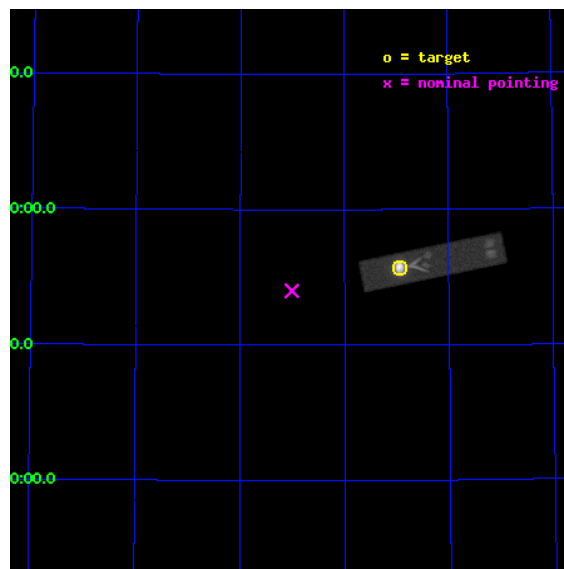 o = target
0.0
x = nominal pointing
0:00.0
0.0
0:00.0